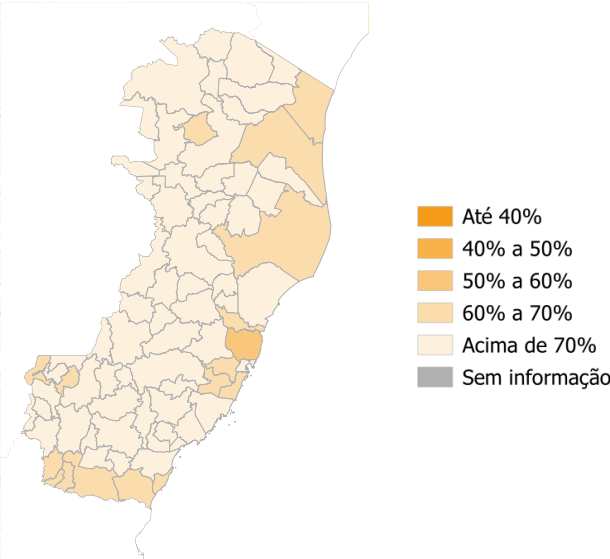 Até 40%
40% a 50%
50% a 60%
60% a 70%
Acima de 70%
Sem informação